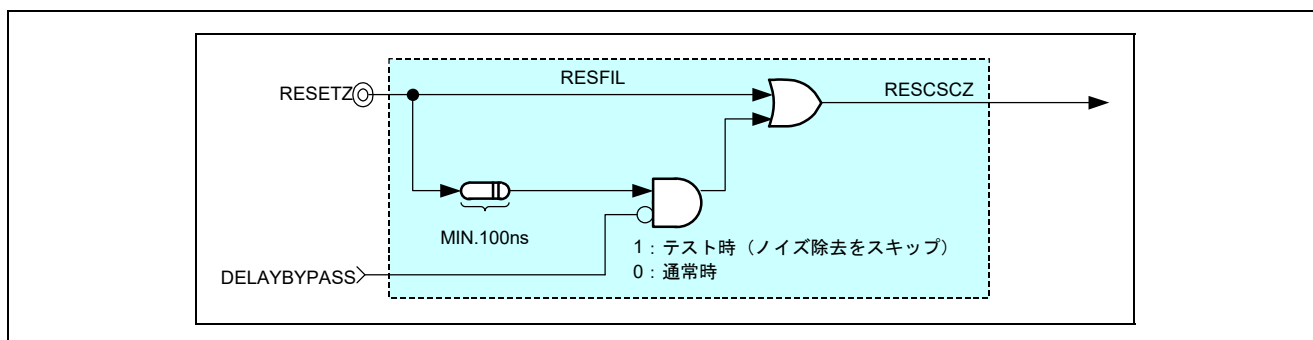 RESFIL
RESETZ
RESCSCZ
MIN.100ns
1：テスト時（ノイズ除去をスキップ）
0：通常時
DELAYBYPASS